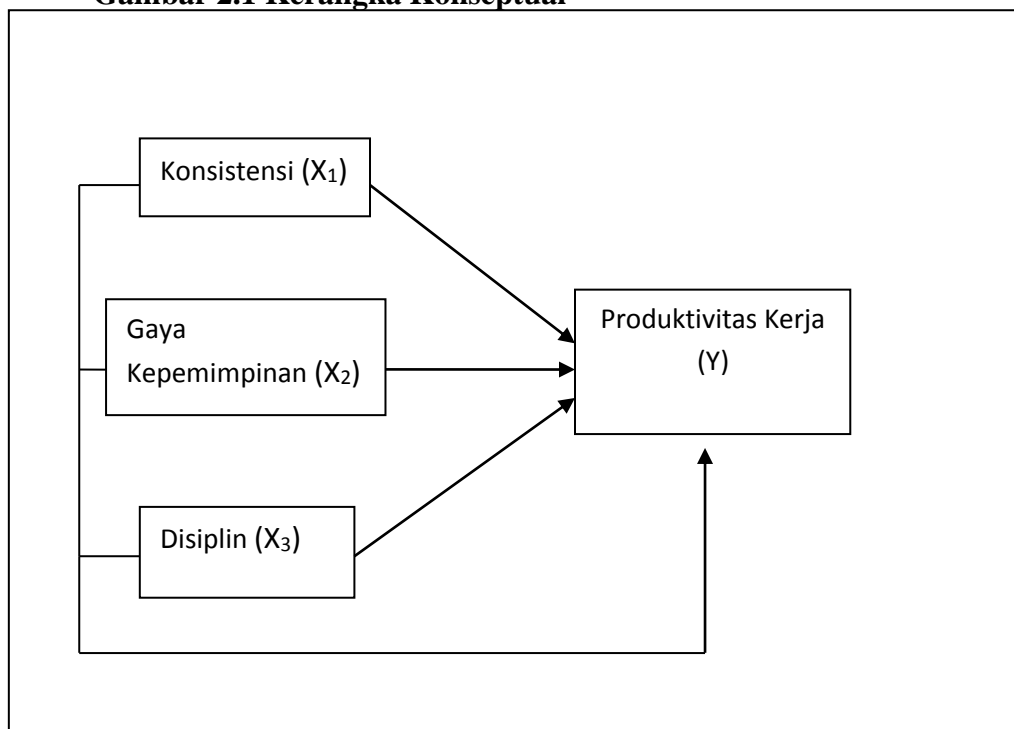 Gambar 2.1 Kerangka Konseptual
Konsistensi (X₁)
Gaya
Kepemimpinan (X₂)
Produktivitas Kerja
(Y)
Disiplin (X₃)